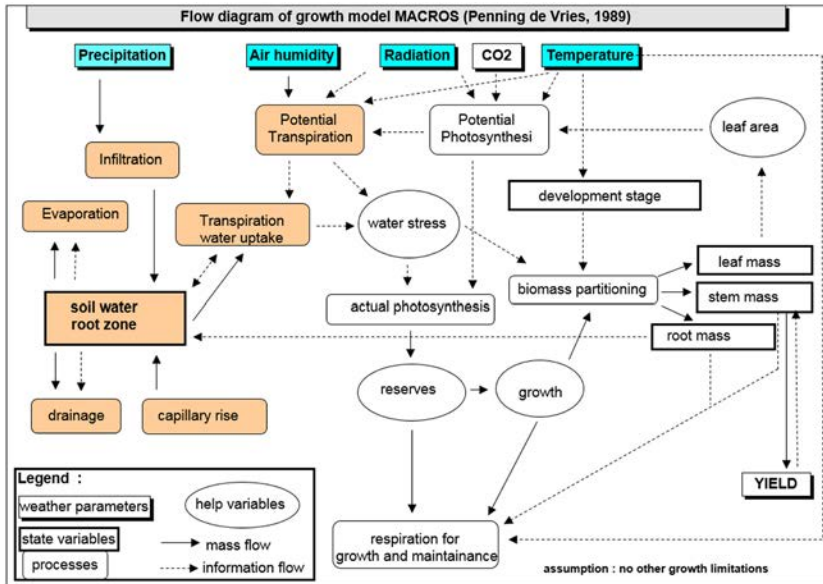 Flow diagram of growth model MACROS (Penning de Vries, 1989)
Precipitation
Air humidity
Radiation
CO2
Temperature
Potential
Transpiration
Potential
Photosynthesi
leaf area
Infiltration
Evaporation
Transpiration
water uptake
water stress
development stage
leaf mass
biomass partitioning
stem mass
soil water
root zone
actual photosynthesis
root mass
reserves
growth
drainage
capillary rise
Legend :
weather parameters
help variables
state variables
mass flow
processes
information flow
YIELD
respiration for
growth and maintainance
assumption : no other growth limitations